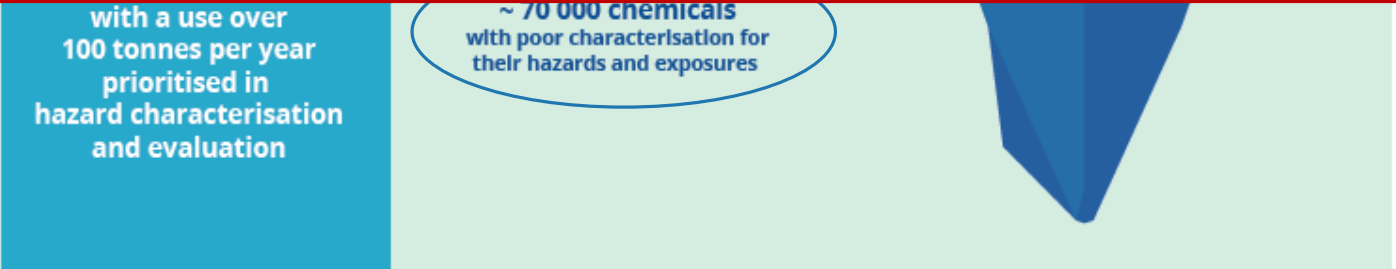 with a use over
100 tonnes per year
prioritised in
hazard characterisation
and evaluation
~ 70 000 chemicals
with poor characterisation for
their hazards and exposures